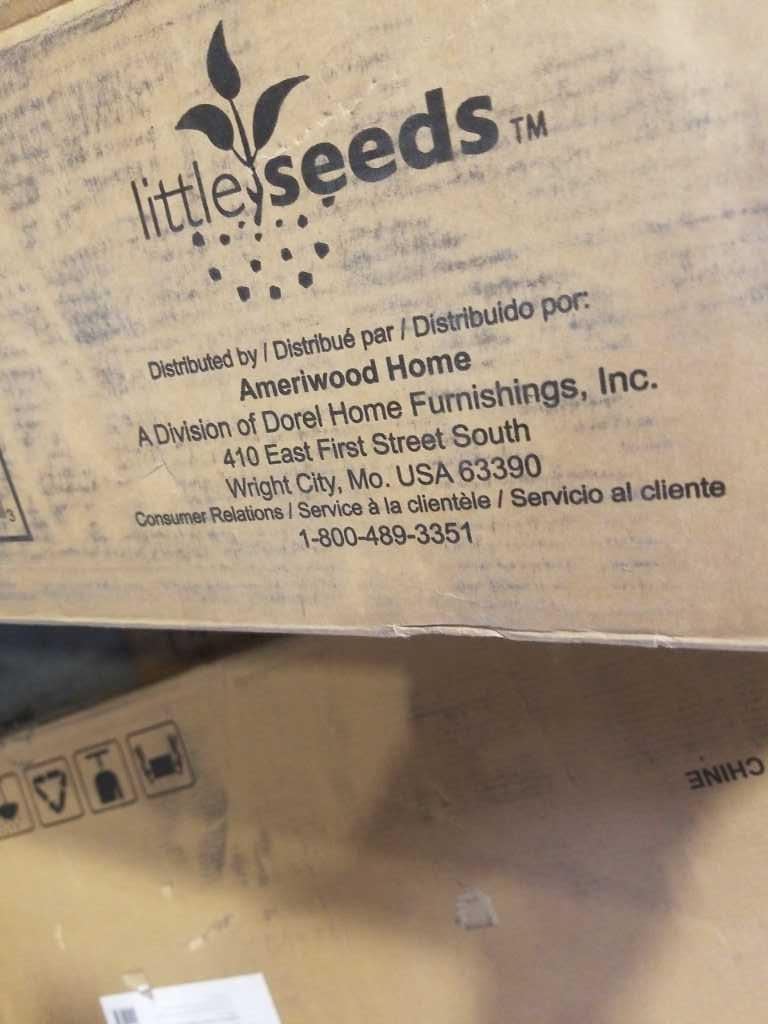 little seeds TM
Distributed by / Distribué par / Distribuido por:
Ameriwood Home
A Division of Dorel Home Furnishings, Inc.
410 East First Street South
Wright City, Mo. USA 63390
Consumer Relations / Service à la clientèle / Servicio al cliente
1-800-489-3351
3
CHINE